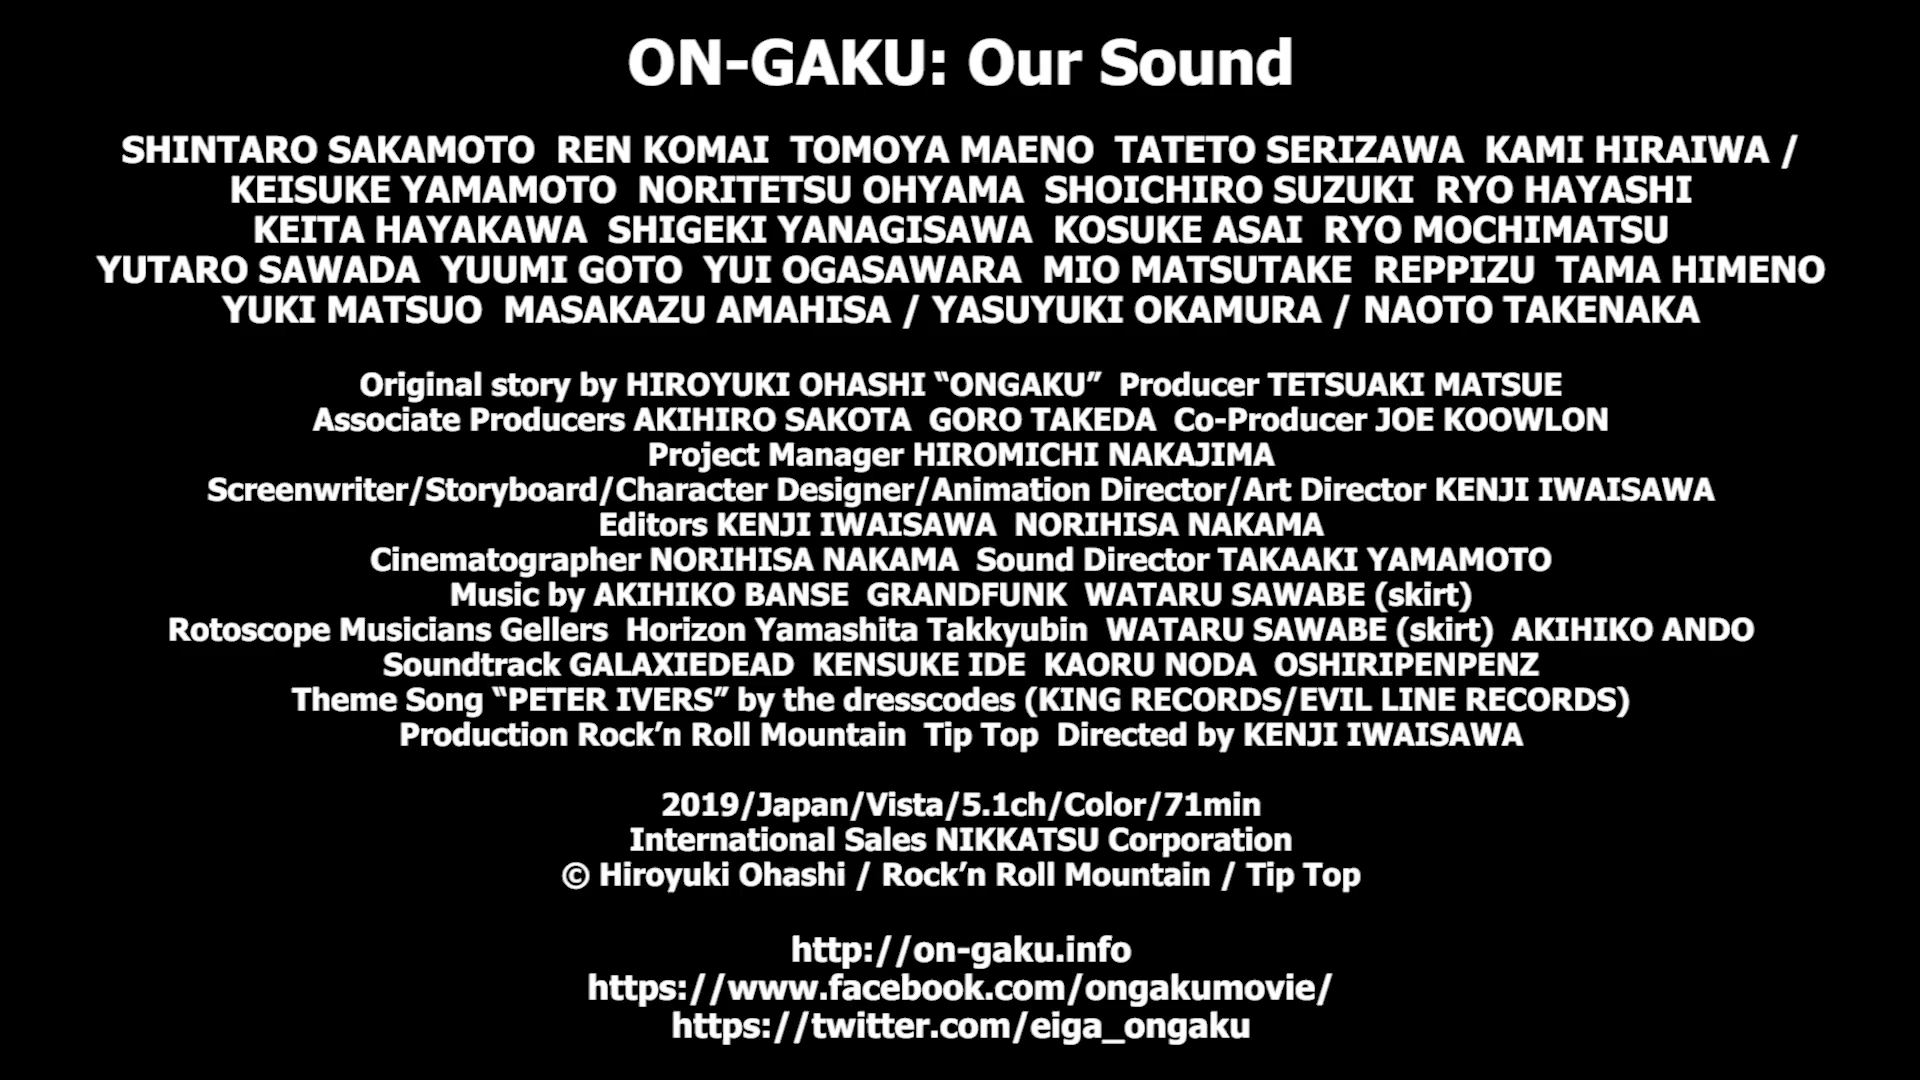 ON-GAKU: Our Sound
SHINTARO SAKAMOTO  REN KOMAI  TOMOYA MAENO  TATETO SERIZAWA  KAMI HIRAIWA /
KEISUKE YAMAMOTO  NORITETSU OHYAMA  SHOICHIRO SUZUKI  RYO HAYASHI
KEITA HAYAKAWA  SHIGEKI YANAGISAWA  KOSUKE ASAI  RYO MOCHIMATSU
YUTARO SAWADA  YUUMI GOTO  YUI OGASAWARA  MIO MATSUTAKE  REPPIZU  TAMA HIMENO
YUKI MATSUO  MASAKAZU AMAHISA / YASUYUKI OKAMURA / NAOTO TAKENAKA
Original story by HIROYUKI OHASHI “ONGAKU”  Producer TETSUAKI MATSUE
Associate Producers AKIHIRO SAKOTA  GORO TAKEDA  Co-Producer JOE KOOWLON
Project Manager HIROMICHI NAKAJIMA
Screenwriter/Storyboard/Character Designer/Animation Director/Art Director KENJI IWAISAWA
Editors KENJI IWAISAWA  NORIHISA NAKAMA
Cinematographer NORIHISA NAKAMA  Sound Director TAKAAKI YAMAMOTO
Music by AKIHIKO BANSE  GRANDFUNK  WATARU SAWABE (skirt)
Rotoscope Musicians Gellers  Horizon Yamashita Takkyubin  WATARU SAWABE (skirt)  AKIHIKO ANDO
Soundtrack GALAXIEDEAD  KENSUKE IDE  KAORU NODA  OSHIRIPENPENZ
Theme Song “PETER IVERS” by the dresscodes (KING RECORDS/EVIL LINE RECORDS)
Production Rock’n Roll Mountain  Tip Top  Directed by KENJI IWAISAWA
2019/Japan/Vista/5.1ch/Color/71min
International Sales NIKKATSU Corporation
© Hiroyuki Ohashi / Rock’n Roll Mountain / Tip Top
http://on-gaku.info
https://www.facebook.com/ongakumovie/
https://twitter.com/eiga_ongaku